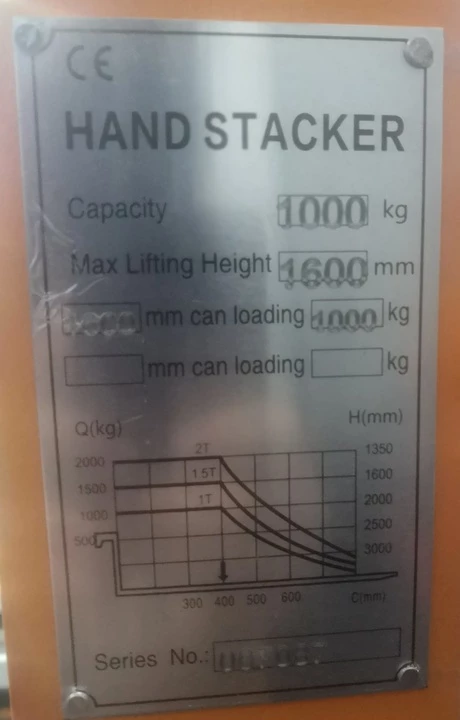 CE
HAND STACKER
Capacity 1000 kg
Max Lifting Height 1600 mm
mm can loading 1000 kg
mm can loading kg
Q(kg) H(mm)
2000 2T 1350
1500 1.5T 1600
1000 1T 2000
500 2500
3000
300 400 500 600 C(mm)
Series No.: